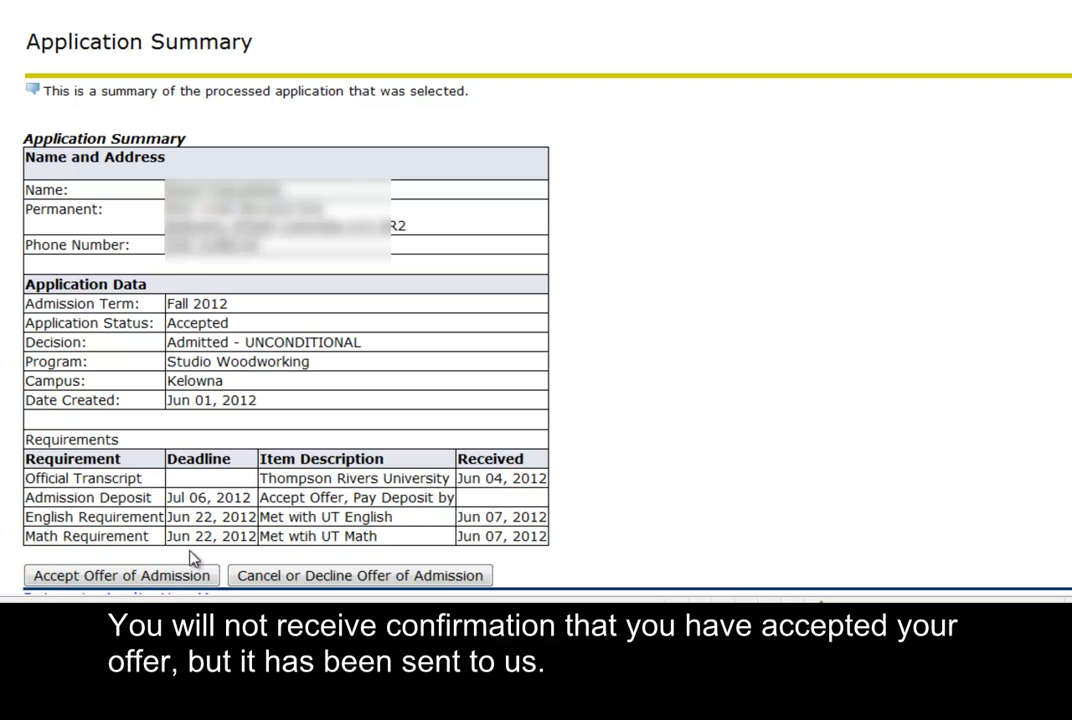 Application Summary
This is a summary of the processed application that was selected.
Application Summary
Name and Address
Name:
Permanent:
R2
Phone Number:
Application Data
Admission Term: Fall 2012
Application Status: Accepted
Decision: Admitted - UNCONDITIONAL
Program: Studio Woodworking
Campus: Kelowna
Date Created: Jun 01, 2012
Requirements
Requirement Deadline Item Description Received
Official Transcript Thompson Rivers University Jun 04, 2012
Admission Deposit Jul 06, 2012 Accept Offer, Pay Deposit by
English Requirement Jun 22, 2012 Met with UT English Jun 07, 2012
Math Requirement Jun 22, 2012 Met wtih UT Math Jun 07, 2012
Accept Offer of Admission Cancel or Decline Offer of Admission
You will not receive confirmation that you have accepted your
offer, but it has been sent to us.